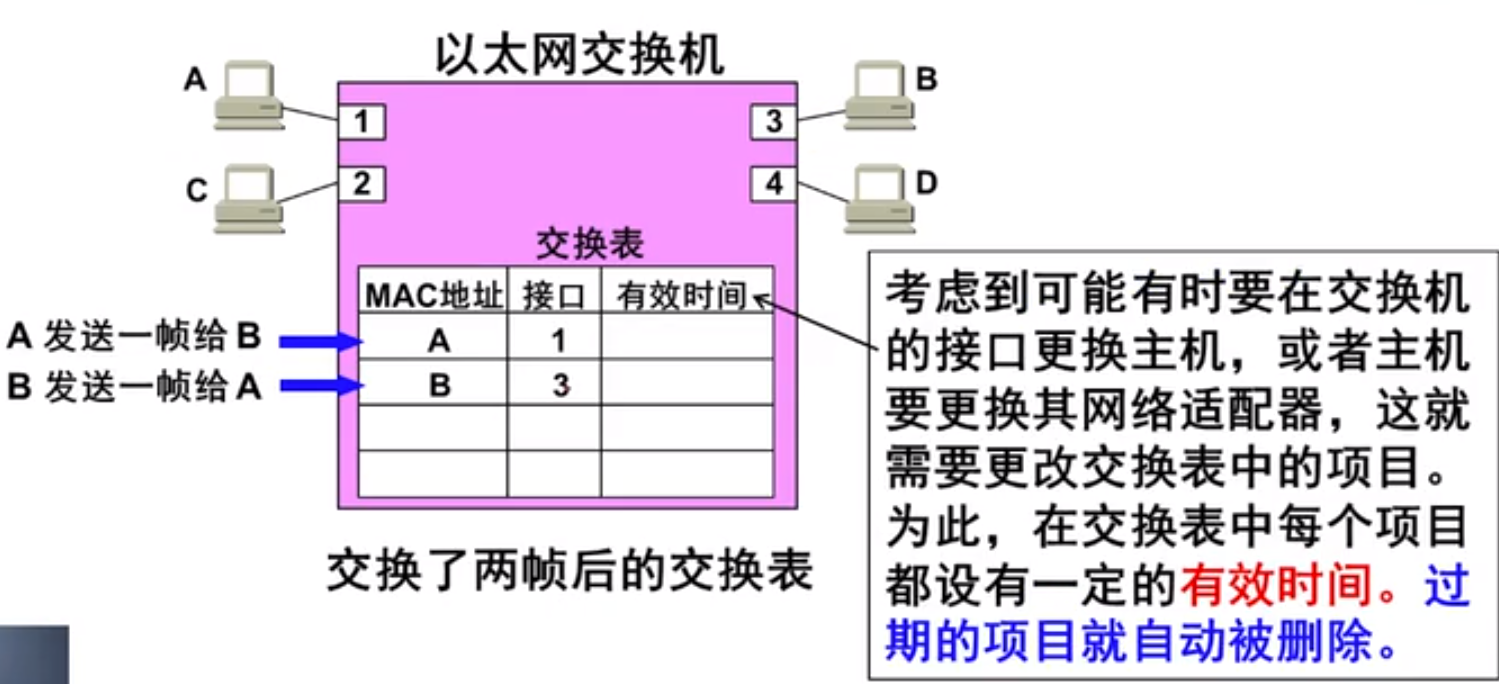 以太网交换机
A
B
1
3
C
2
4
D
交换表
MAC地址 接口 有效时间
A 发送一帧给 B
A 1
B 发送一帧给 A
B 3
交换了两帧后的交换表
考虑到可能有时要在交换机
的接口更换主机，或者主机
要更换其网络适配器，这就
需要更改交换表中的项目。
为此，在交换表中每个项目
都设有一定的有效时间。过
期的项目就自动被删除。